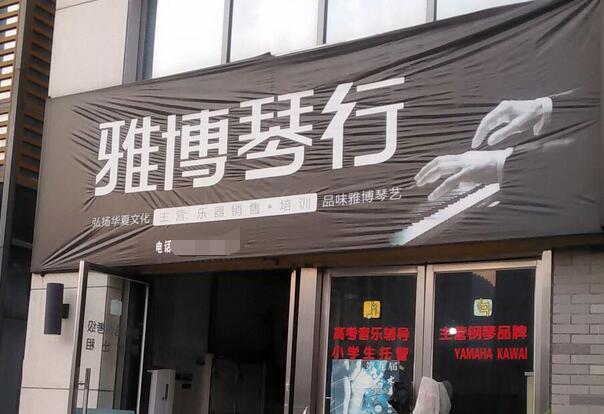 雅博琴行
弘扬华夏文化 主营:乐器销售·培训 品味雅博琴艺
电话
高考音乐辅导
小学生托管
主营钢琴品牌
YAMAHA KAWAI